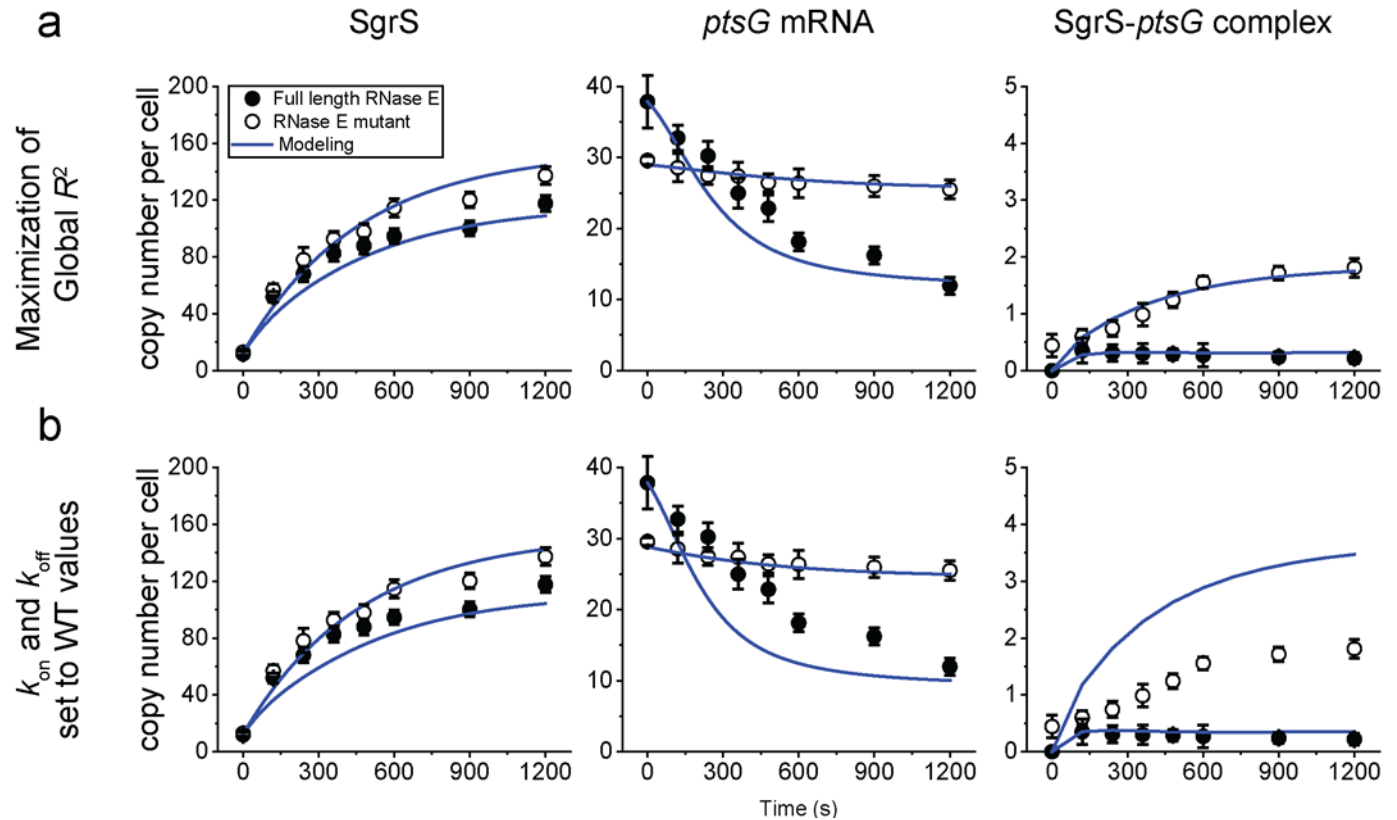 a
SgrS
ptsG mRNA
SgrS-ptsG complex
Maximization of
Global R²
copy number per cell
200
160
120
80
40
0
Full length RNase E
RNase E mutant
Modeling
0 300 600 900 1200
40
30
20
10
0
0 300 600 900 1200
5
4
3
2
1
0
0 300 600 900 1200
b
kon and koff
set to WT values
copy number per cell
200
160
120
80
40
0
0 300 600 900 1200
40
30
20
10
0
0 300 600 900 1200
Time (s)
5
4
3
2
1
0
0 300 600 900 1200